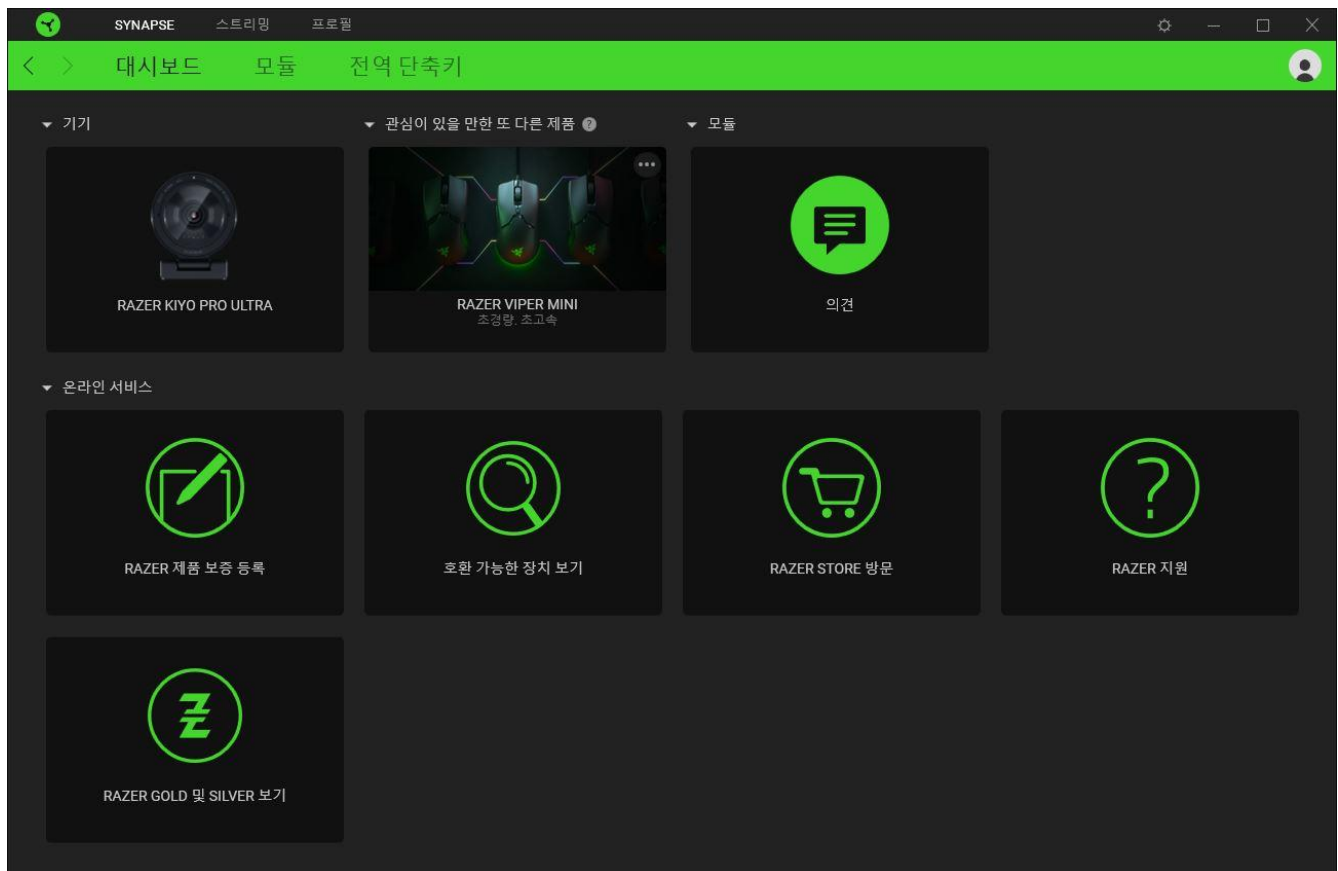 SYNAPSE 스트리밍 프로필
대시보드 모듈 전역 단축키
기기 관심이 있을 만한 또 다른 제품 ? 모듈
RAZER KIYO PRO ULTRA RAZER VIPER MINI 의견
초경량, 초고속
온라인 서비스
RAZER 제품 보증 등록 호환 가능한 장치 보기 RAZER STORE 방문 RAZER 지원
RAZER GOLD 및 SILVER 보기